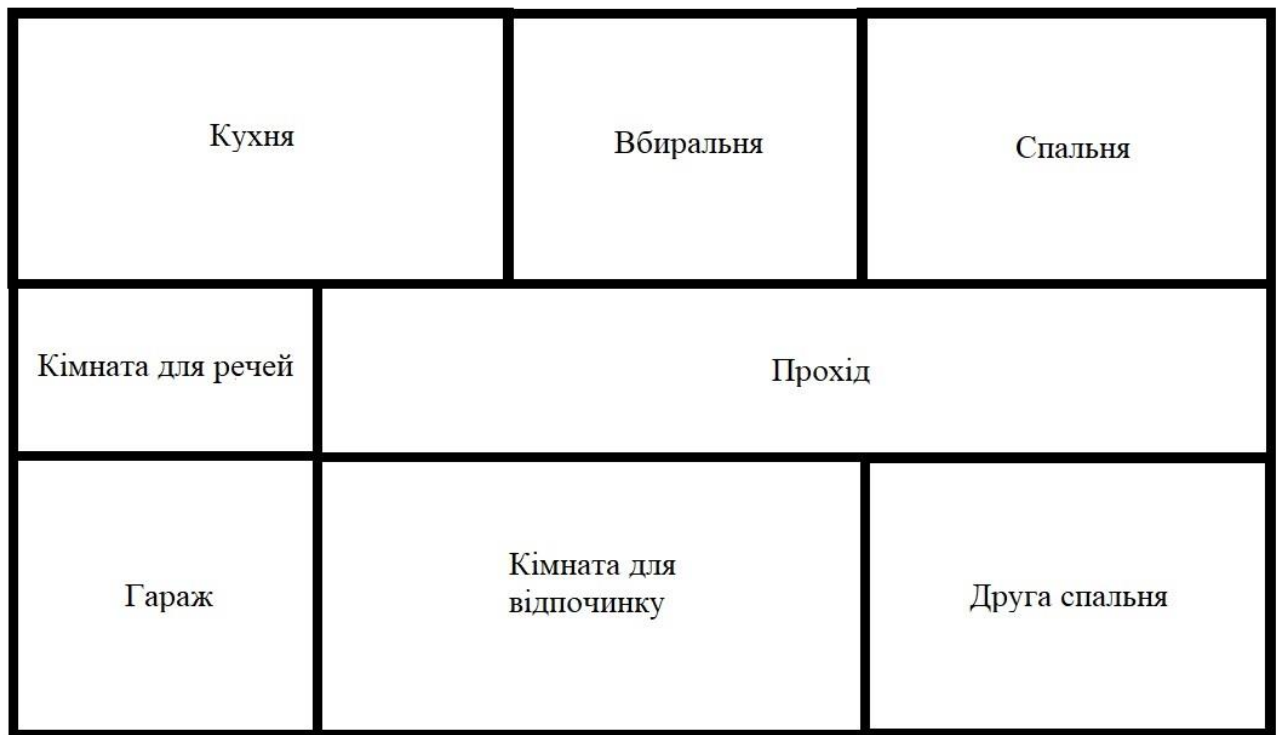 Кухня
Вбиральня
Спальня
Кімната для речей
Прохід
Гараж
Кімната для
відпочинку
Друга спальня